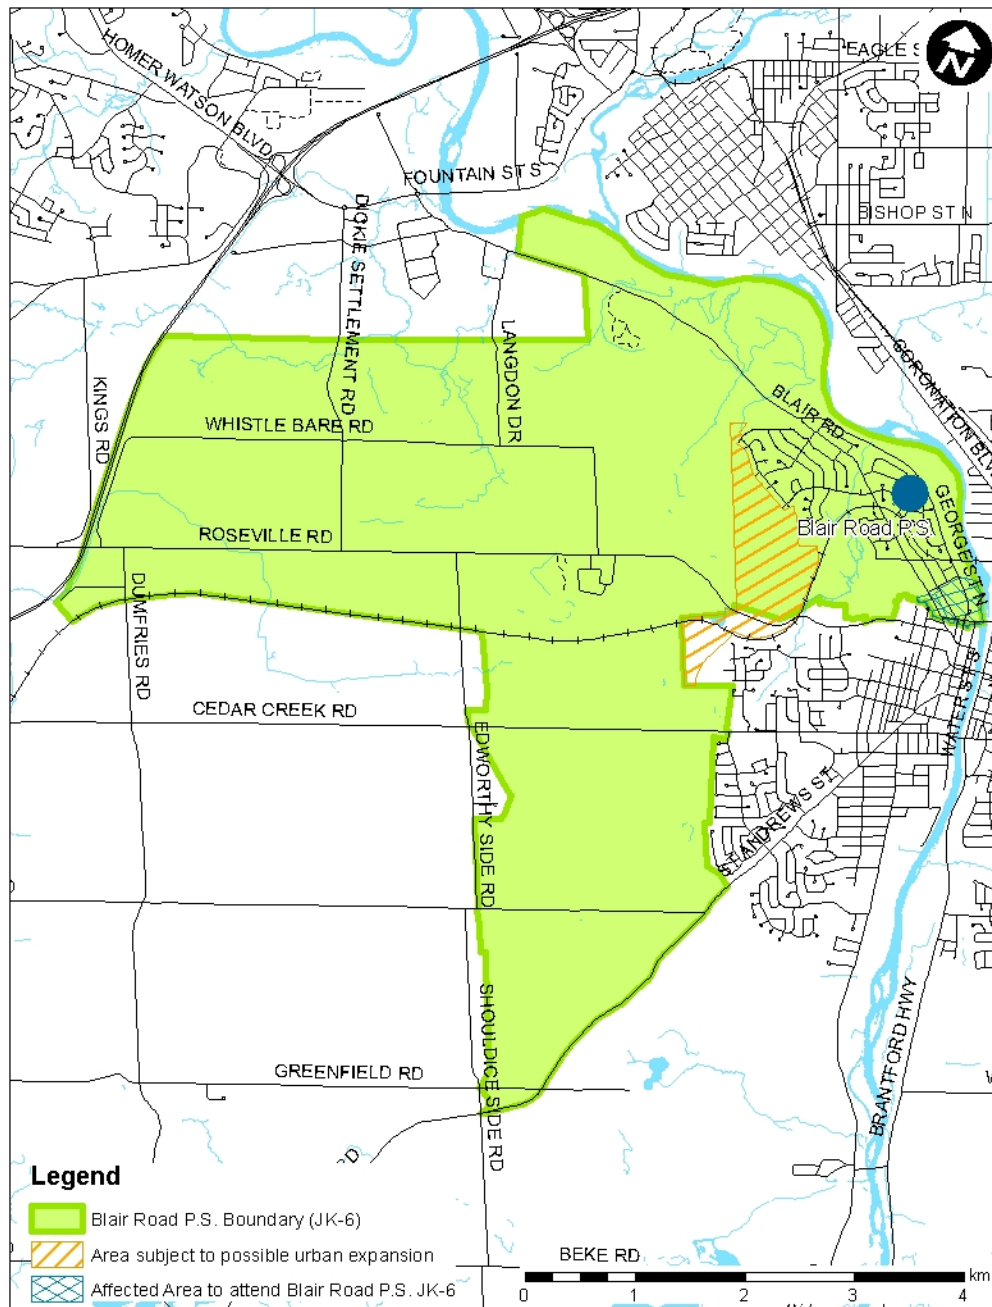 HOMER WATSON BLVD
EAGLE S
N
FOUNTAIN ST S
DICKIE SETTLEMENT RD
BISHOP ST N
LANGDON DR
CORONATION BLV
KINGS RD
BLAIR RD
WHISTLE BARE RD
GEORGE ST N
Blair Road P.S.
ROSEVILLE RD
DUMFRIES RD
WATER ST S
CEDAR CREEK RD
EDWORTHY SIDE RD
ST ANDREWS ST
SHOULDICE SIDE RD
BRANTFORD HWY
GREENFIELD RD
RD
Legend
Blair Road P.S. Boundary (JK-6)
Area subject to possible urban expansion
Affected Area to attend Blair Road P.S. JK-6
BEKE RD
km
0 1 2 3 4